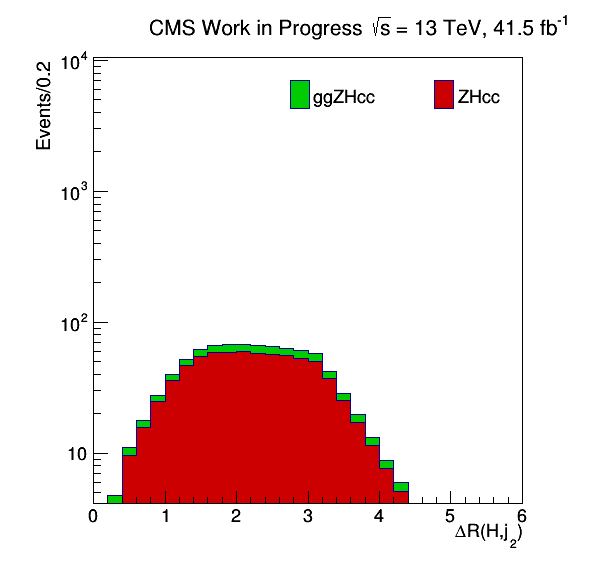 CMS Work in Progress √s = 13 TeV, 41.5 fb⁻¹
Events/0.2
ggZHcc ZHcc
10⁴
10³
10²
10
0 1 2 3 4 5 6
ΔR(H,j₂)